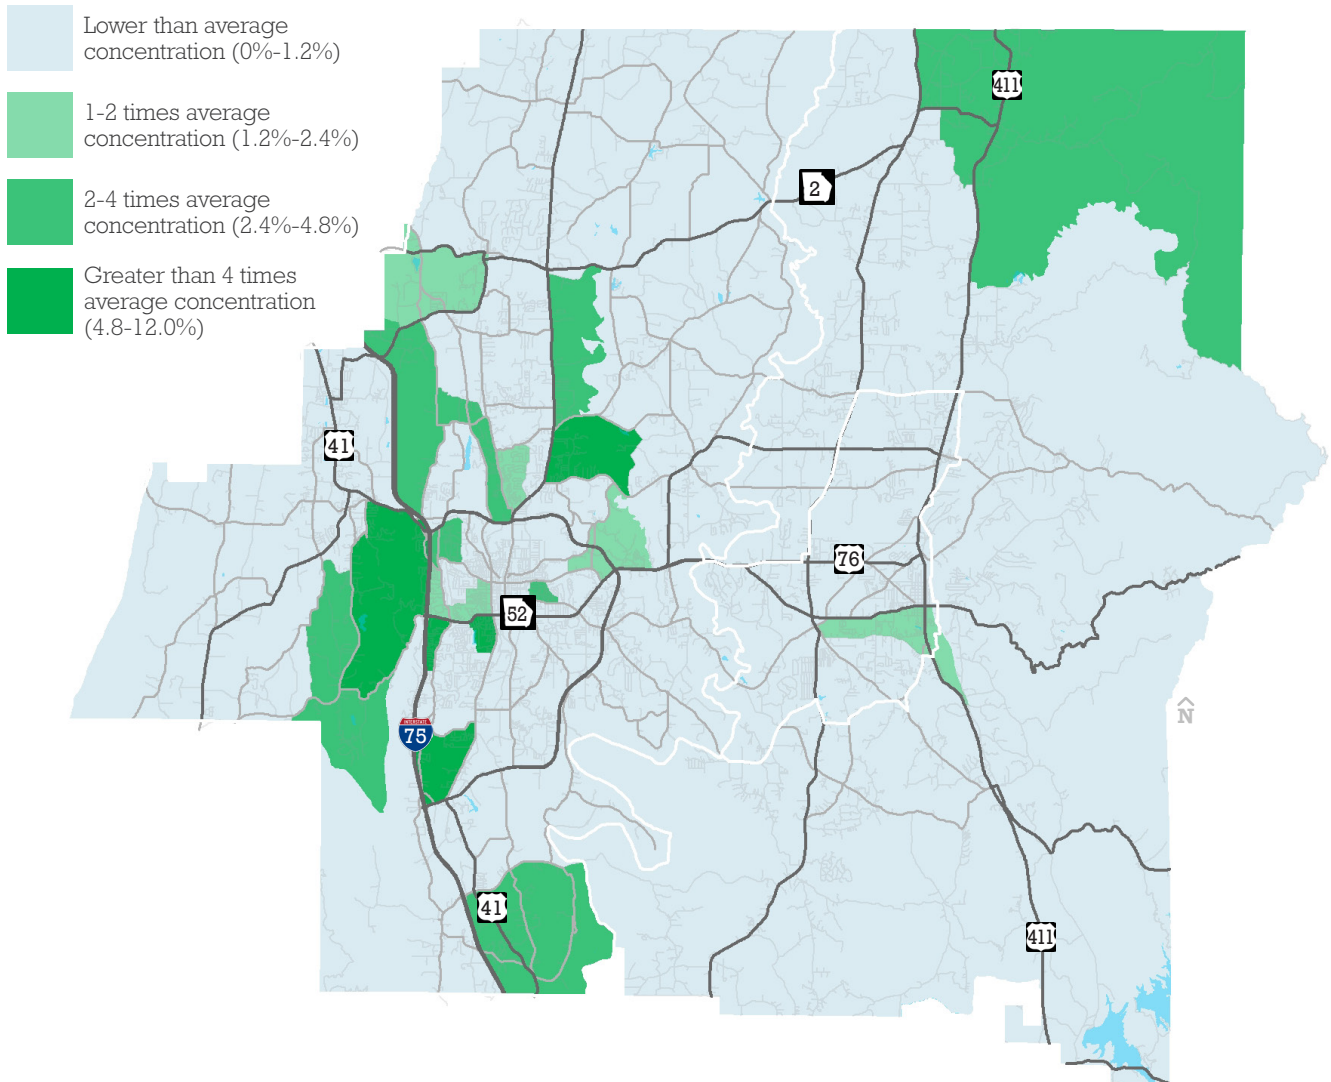 Lower than average
concentration (0%-1.2%)
1-2 times average
concentration (1.2%-2.4%)
2-4 times average
concentration (2.4%-4.8%)
Greater than 4 times
average concentration
(4.8-12.0%)
411
2
41
76
52
N
INTERSTATE
75
41
411